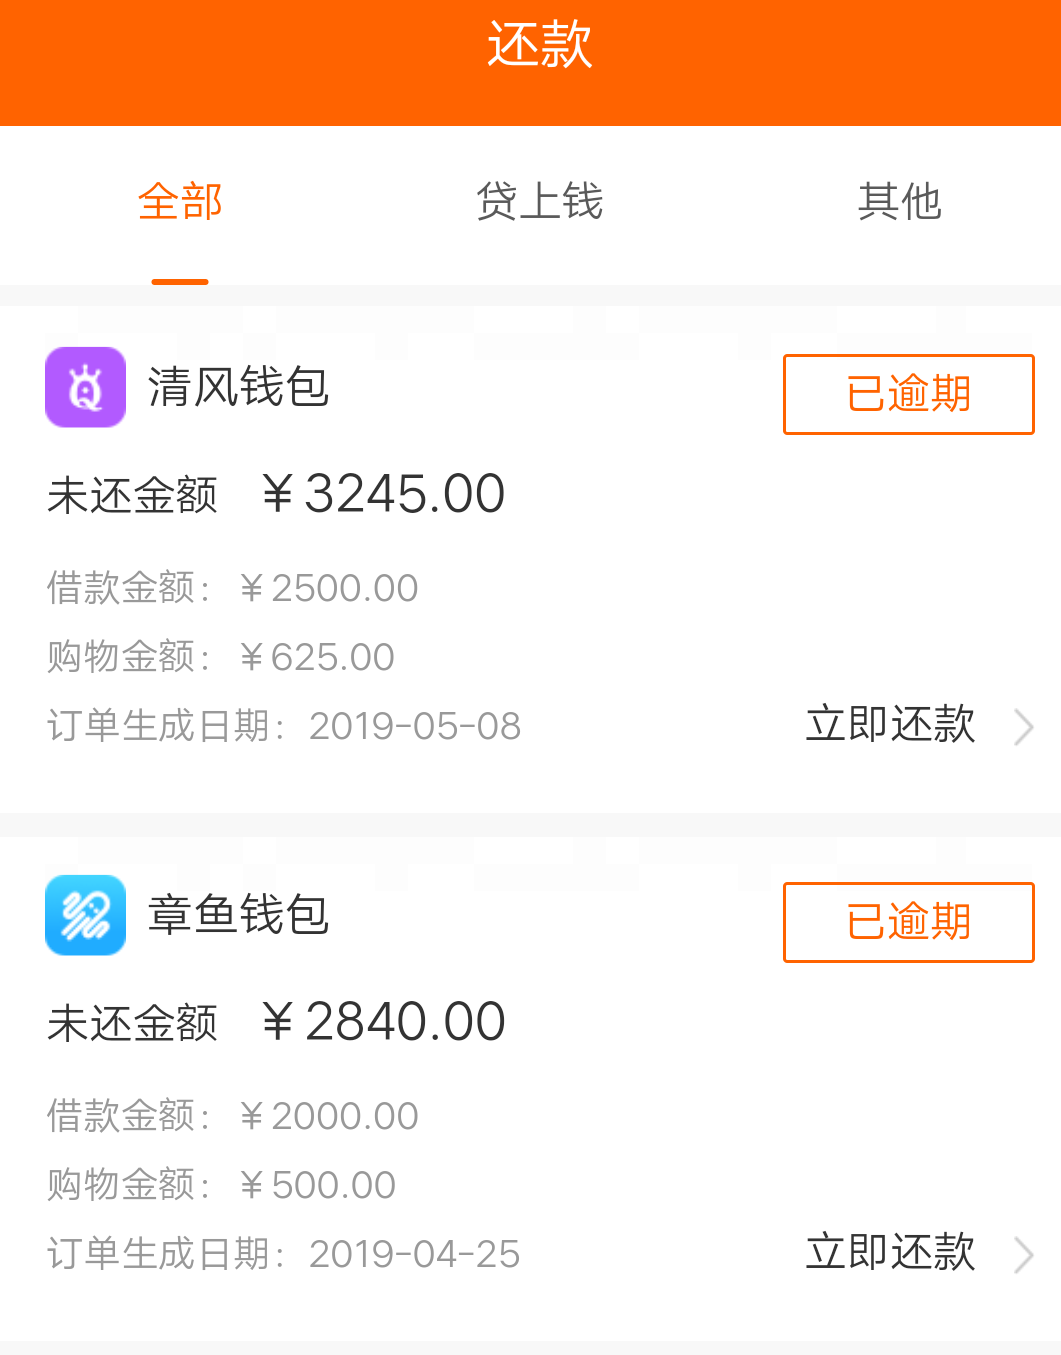 还款
全部 贷上钱 其他
清风钱包 已逾期
未还金额 ¥3245.00
借款金额: ¥2500.00
购物金额: ¥625.00
订单生成日期: 2019-05-08 立即还款
章鱼钱包 已逾期
未还金额 ¥2840.00
借款金额: ¥2000.00
购物金额: ¥500.00
订单生成日期: 2019-04-25 立即还款